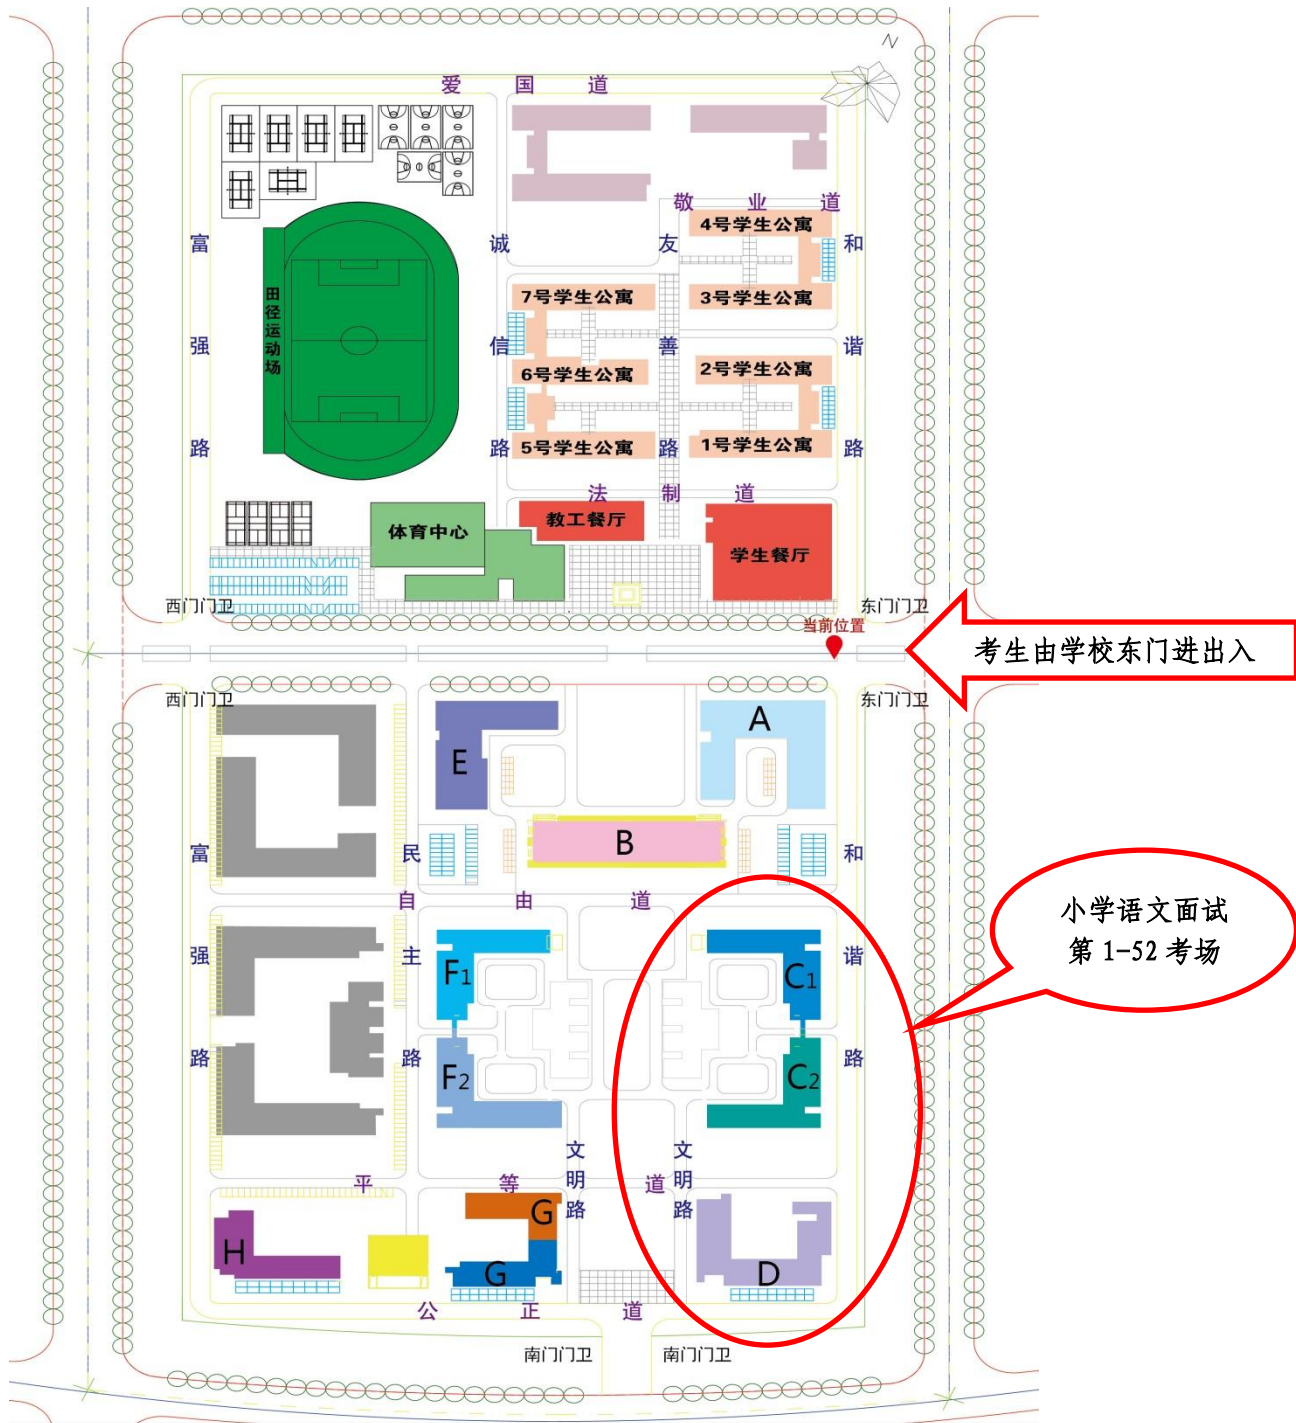 N
爱国道
敬业道
4号学生公寓
富强路
诚信路
友善路
和谐路
田径运动场
7号学生公寓
3号学生公寓
6号学生公寓
2号学生公寓
5号学生公寓
1号学生公寓
法制道
体育中心
教工餐厅
学生餐厅
西门门卫
东门门卫
当前位置
考生由学校东门进出入
西门门卫
东门门卫
E
A
B
富强路
民主路
和谐路
自由道
小学语文面试
第1-52考场
F1
C1
F2
C2
文明路
文明路
平等道
H
G
G
D
公正道
南门门卫
南门门卫